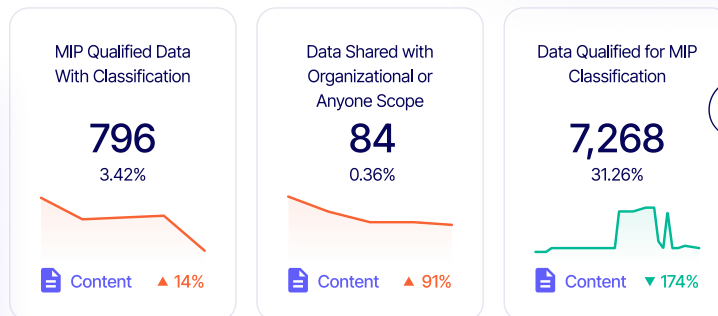 MIP Qualified Data
With Classification
796
3.42%
Content ▲ 14%
Data Shared with
Organizational or
Anyone Scope
84
0.36%
Content ▲ 91%
Data Qualified for MIP
Classification
7,268
31.26%
Content ▼ 174%